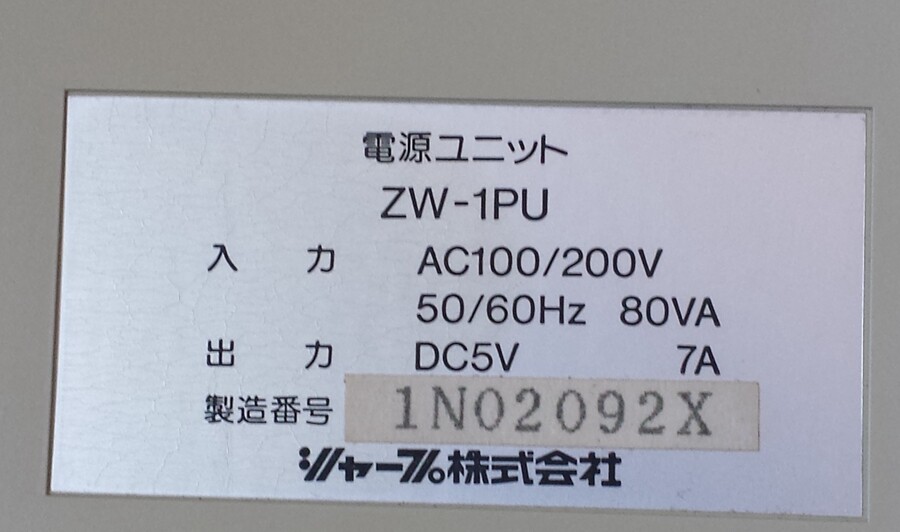 電源ユニット
ZW-1PU
入力 AC100/200V
50/60Hz 80VA
出力 DC5V 7A
製造番号 1N02092X
シャープ株式会社